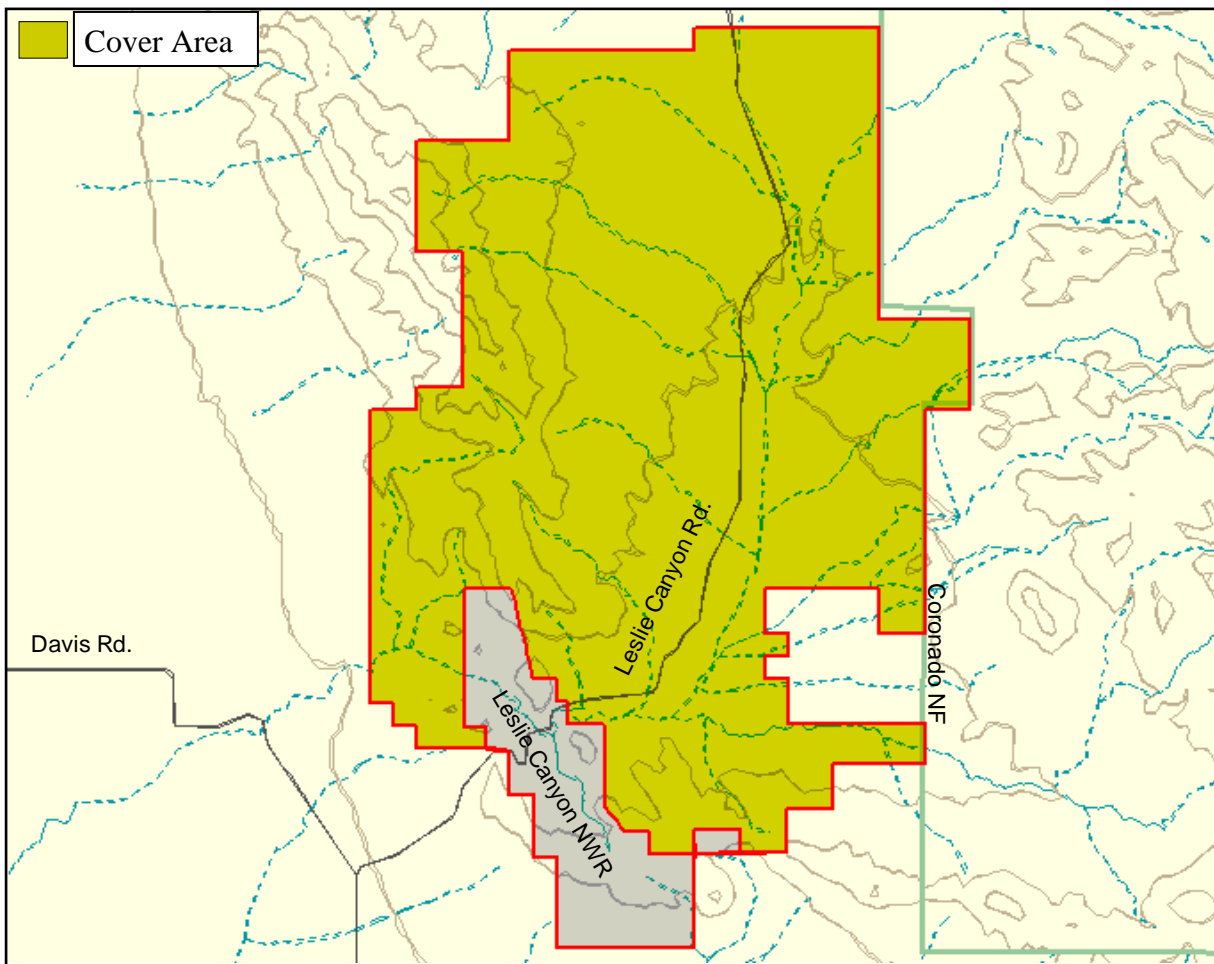 Cover Area
Leslie Canyon Rd.
Coronado NF
Davis Rd.
Leslie Canyon NWR